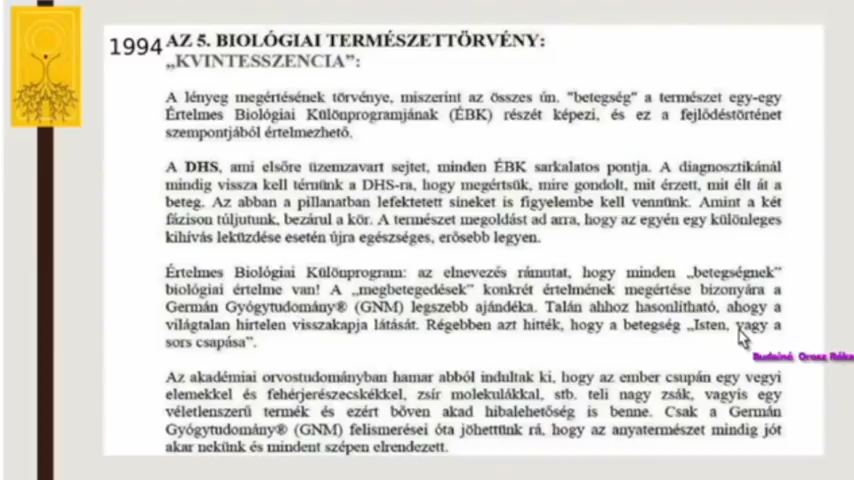 1994
AZ 5. BIOLÓGIAI TERMÉSZETTÖRVÉNY:
„KVINTESSZENCIA”:
A lényeg megértésének törvénye, miszerint az összes ún. "betegség" a természet egy-egy
Értelmes Biológiai Különprogramjának (ÉBK) részét képezi, és ez a fejlődéstörténet
szempontjából értelmezhető.
A DHS, ami elsőre üzemzavart sejtet, minden ÉBK sarkalatos pontja. A diagnosztikánál
mindig vissza kell térnünk a DHS-ra, hogy megértsük, mire gondolt, mit érzett, mit élt át a
beteg. Az abban a pillanatban lefektetett síneket is figyelembe kell vennünk. Amint a két
fázison túljutunk, bezárul a kör. A természet megoldást ad arra, hogy az egyén egy különleges
kihívás leküzdése esetén újra egészséges, erősebb legyen.
Értelmes Biológiai Különprogram: az elnevezés rámutat, hogy minden „betegségnek”
biológiai értelme van! A „megbetegedések” konkrét értelmének megértése bizonyára a
Germán Gyógytudomány® (GNM) legszebb ajándéka. Talán ahhoz hasonlítható, ahogy a
világtalan hirtelen visszakapja látását. Régebben azt hitték, hogy a betegség „Isten, vagy a
sors csapása”.
Budainé Orosz Réka
Az akadémiai orvostudományban hamar abból indultak ki, hogy az ember csupán egy vegyi
elemekkel és fehérjerészecskékkel, zsír molekulákkal, stb. teli nagy zsák, vagyis egy
véletlenszerű termék és ezért bőven akad hibalehetőség is benne. Csak a Germán
Gyógytudomány® (GNM) felismerései óta jöhettünk rá, hogy az anyatermészet mindig jót
akar nekünk és mindent szépen elrendezett.